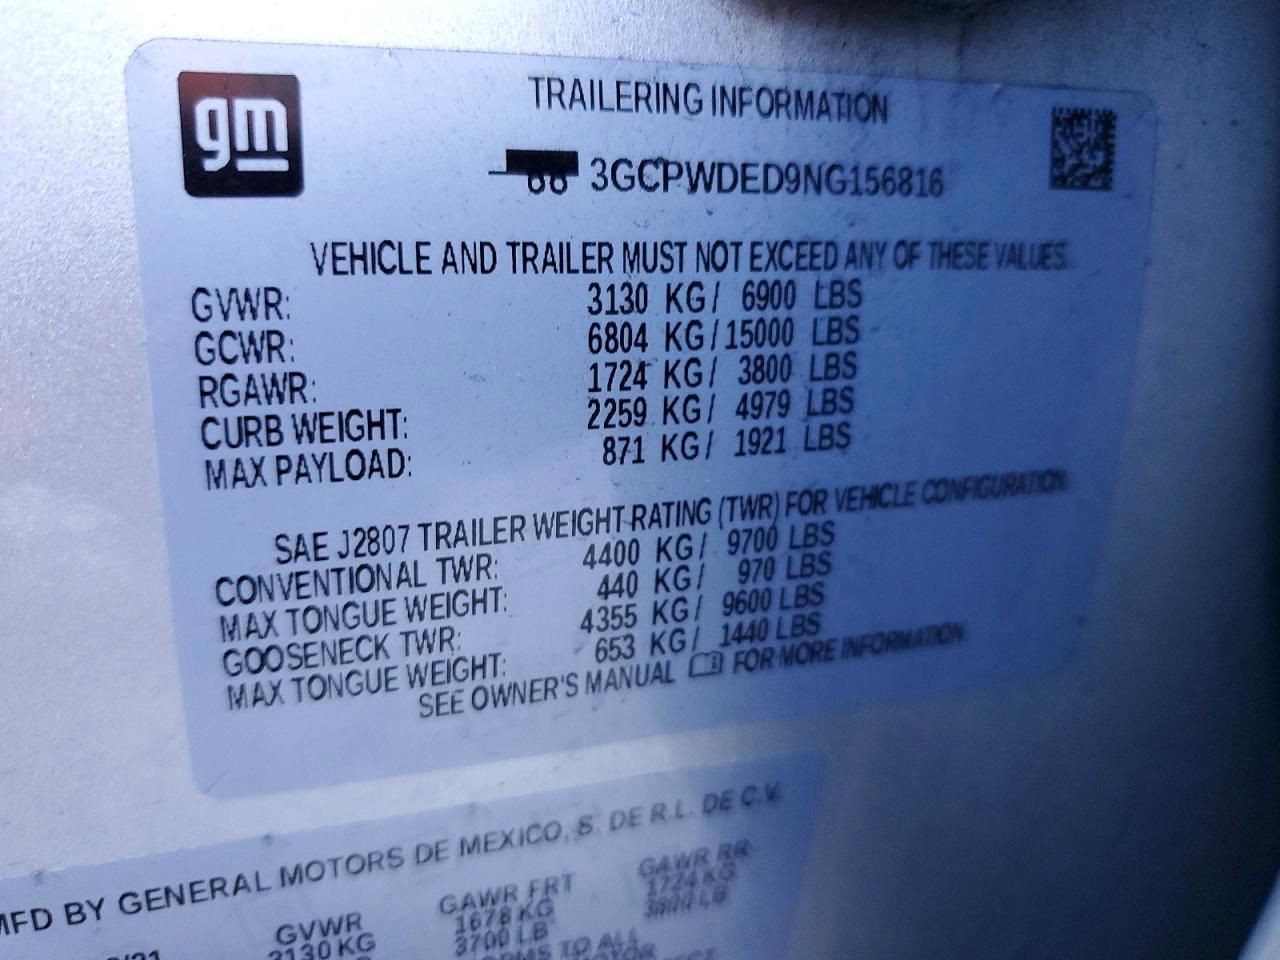 gm
TRAILERING INFORMATION
3GCPWDED9NG156816
VEHICLE AND TRAILER MUST NOT EXCEED ANY OF THESE VALUES.
GVWR: 3130 KG/ 6900 LBS
GCWR: 6804 KG/15000 LBS
RGAWR: 1724 KG/ 3800 LBS
CURB WEIGHT: 2259 KG/ 4979 LBS
MAX PAYLOAD: 871 KG/ 1921 LBS
SAE J2807 TRAILER WEIGHT RATING (TWR) FOR VEHICLE CONFIGURATION.
CONVENTIONAL TWR: 4400 KG/ 9700 LBS
MAX TONGUE WEIGHT: 440 KG/ 970 LBS
GOOSENECK TWR: 4355 KG/ 9600 LBS
MAX TONGUE WEIGHT: 653 KG/ 1440 LBS
SEE OWNER'S MANUAL FOR MORE INFORMATION
MFD BY GENERAL MOTORS DE MEXICO, S. DE R.L. DE C.V.
GVWR GAWR FRT GAWR RR
3130 KG 1678 KG 1724 KG
3700 LB 3800 LB
TO ALL